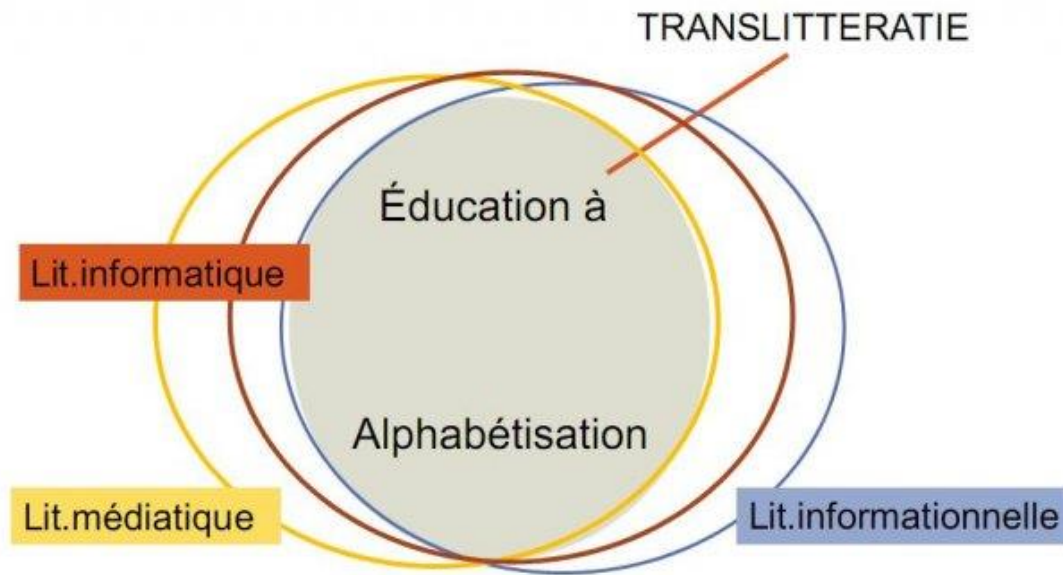 TRANSLITTERATIE
Éducation à
Lit.informatique
Alphabétisation
Lit.médiatique
Lit.informationnelle